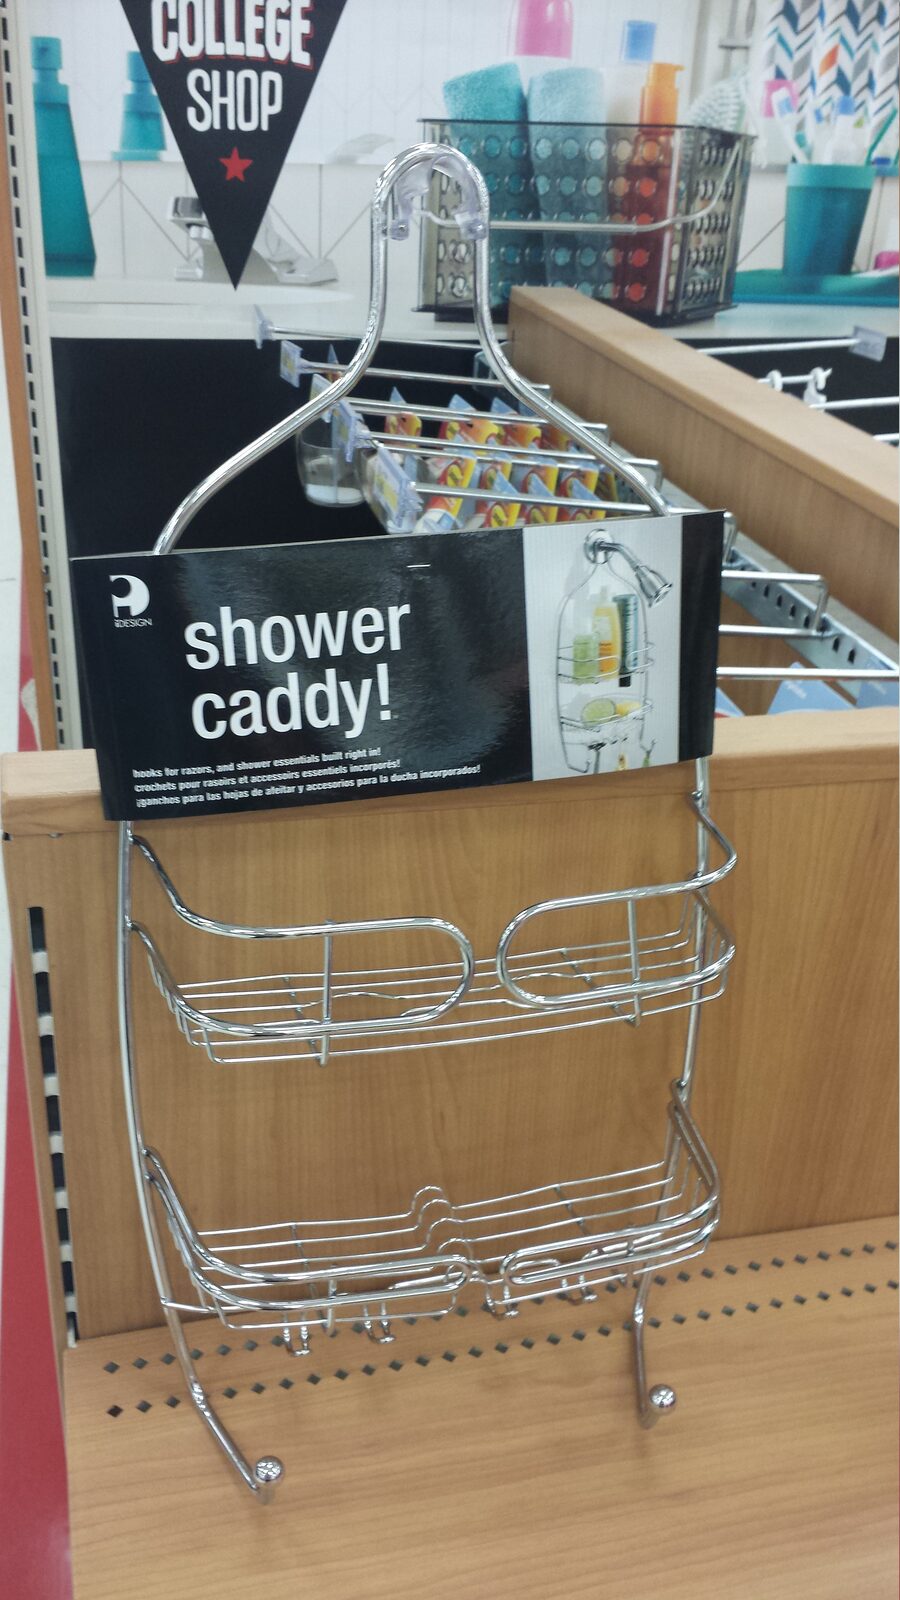 COLLEGE
SHOP
iDESIGN
shower
caddy!
hooks for razors, and shower essentials built right in!
crochets pour rasoirs et accessoirs essentiels incorporés!
¡ganchos para las hojas de afeitar y accesorios para la ducha incorporados!